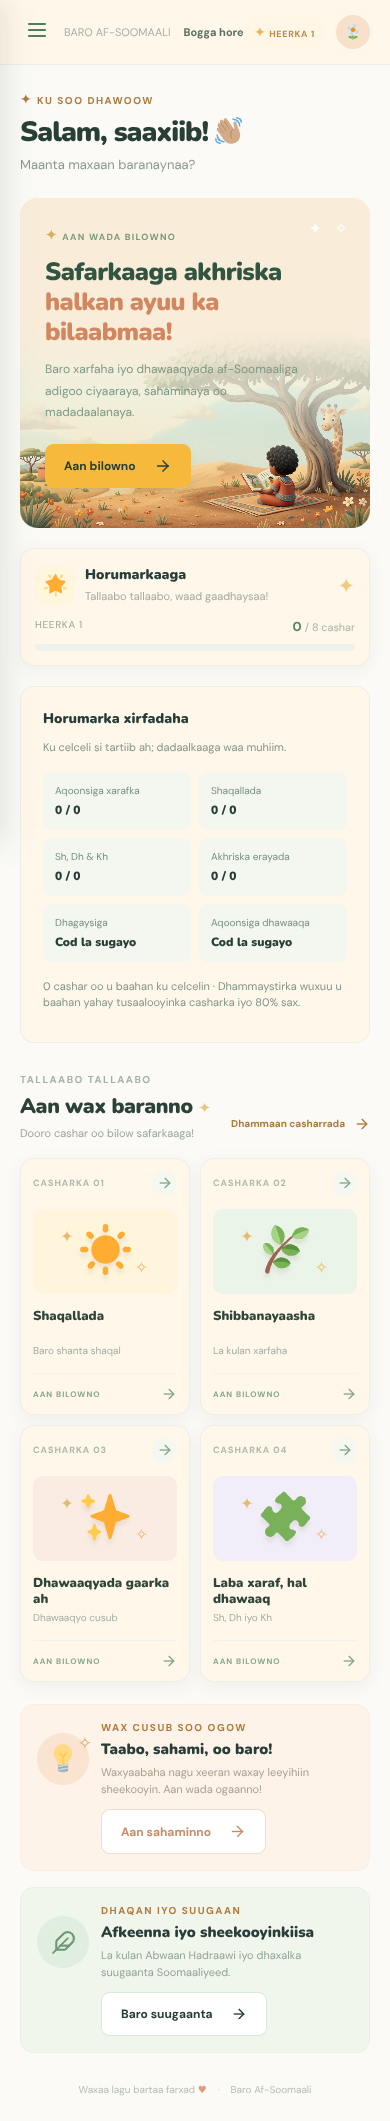 BARO AF-SOOMAALI Bogga hore HEERKA 1
KU SOO DHAWOOW
Salam, saaxiib!
Maanta maxaan baranaynaa?
AAN WADA BILOWNO
Safarkaaga akhriska
halkan ayuu ka
bilaabmaa!
Baro xarfaha iyo dhawaaqyada af-Soomaaliga
adigoo ciyaaraya, sahaminaya oo
madadaalanaya.
Aan bilowno
Horumarkaaga
Tallaabo tallaabo, waad gaadhaysaa!
HEERKA 1
0 / 8 cashar
Horumarka xirfadaha
Ku celceli si tartiib ah; dadaalkaaga waa muhiim.
Aqoonsiga xarafka
0 / 0
Shaqallada
0 / 0
Sh, Dh & Kh
0 / 0
Akhriska erayada
0 / 0
Dhagaysiga
Cod la sugayo
Aqoonsiga dhawaaqa
Cod la sugayo
0 cashar oo u baahan ku celcelin · Dhammaystirka wuxuu u
baahan yahay tusaalooyinka casharka iyo 80% sax.
TALLAABO TALLAABO
Aan wax baranno
Dooro cashar oo bilow safarkaaga!
Dhammaan casharrada
CASHARKA 01
Shaqallada
Baro shanta shaqal
AAN BILOWNO
CASHARKA 02
Shibbanayaasha
La kulan xarfaha
AAN BILOWNO
CASHARKA 03
Dhawaaqyada gaarka
ah
Dhawaaqyo cusub
AAN BILOWNO
CASHARKA 04
Laba xaraf, hal
dhawaaq
Sh, Dh iyo Kh
AAN BILOWNO
WAX CUSUB SOO OGOW
Taabo, sahami, oo baro!
Waxyaabaha nagu xeeran waxay leeyihiin
sheekooyin. Aan wada ogaanno!
Aan sahaminno
DHAQAN IYO SUUGAAN
Afkeenna iyo sheekooyinkiisa
La kulan Abwaan Hadraawi iyo dhaxalka
suugaanta Soomaaliyeed.
Baro suugaanta
Waxaa lagu bartaa farxad ♥ · Baro Af-Soomaali